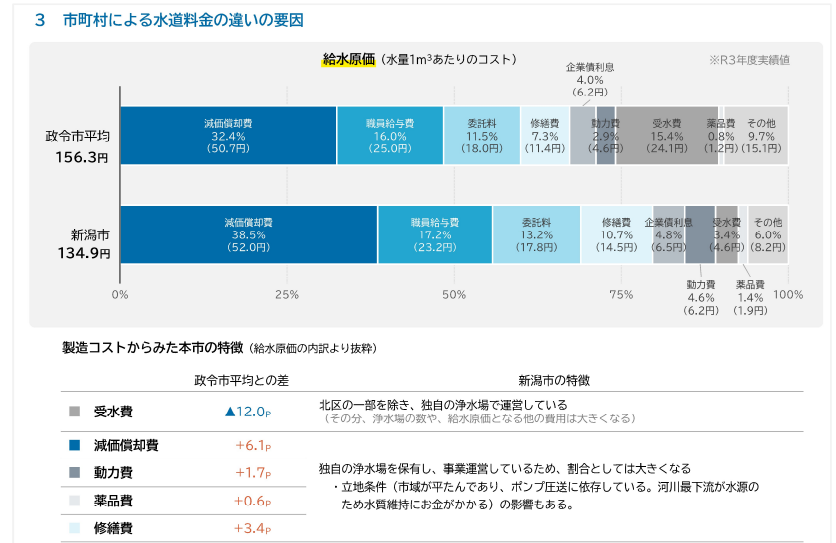 3 市町村による水道料金の違いの要因
給水原価（水量1m³あたりのコスト）
※R3年度実績値
企業債利息
4.0%
(6.2円)
政令市平均
156.3円
減価償却費
32.4%
(50.7円)
職員給与費
16.0%
(25.0円)
委託料
11.5%
(18.0円)
修繕費
7.3%
(11.4円)
動力費
2.9%
(4.6円)
受水費
15.4%
(24.1円)
薬品費
0.8%
(1.2円)
その他
9.7%
(15.1円)
新潟市
134.9円
減価償却費
38.5%
(52.0円)
職員給与費
17.2%
(23.2円)
委託料
13.2%
(17.8円)
修繕費
10.7%
(14.5円)
企業債利息
4.8%
(6.5円)
受水費
3.4%
(4.6円)
その他
6.0%
(8.2円)
動力費
4.6%
(6.2円)
薬品費
1.4%
(1.9円)
0%
25%
50%
75%
100%
製造コストからみた本市の特徴（給水原価の内訳より抜粋）
政令市平均との差
新潟市の特徴
受水費
▲12.0P
北区の一部を除き、独自の浄水場で運営している
（その分、浄水場の数や、給水原価となる他の費用は大きくなる）
減価償却費
+6.1P
動力費
+1.7P
薬品費
+0.6P
修繕費
+3.4P
独自の浄水場を保有し、事業運営しているため、割合としては大きくなる
・立地条件（市域が平たんであり、ポンプ圧送に依存している。河川最下流が水源の
ため水質維持にお金がかかる）の影響もある。